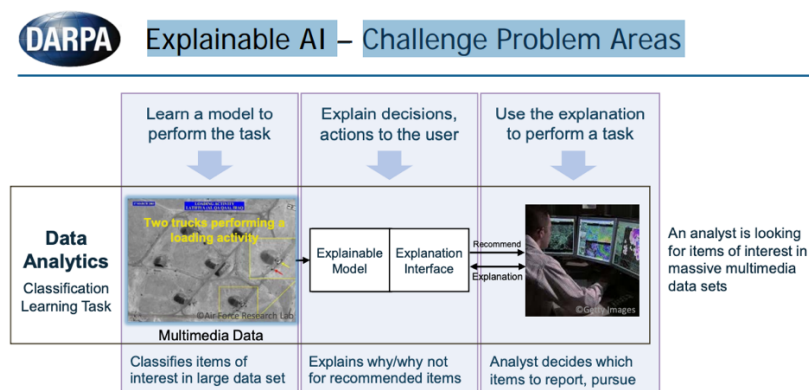 DARPA
Explainable AI – Challenge Problem Areas
Learn a model to
perform the task
Explain decisions,
actions to the user
Use the explanation
to perform a task
Data
Analytics
Classification
Learning Task
LOADING ACTIVITY
Two trucks performing a
loading activity
©Air Force Research Lab
Multimedia Data
Explainable
Model
Explanation
Interface
Recommend
Explanation
©Getty Images
An analyst is looking
for items of interest in
massive multimedia
data sets
Classifies items of
interest in large data set
Explains why/why not
for recommended items
Analyst decides which
items to report, pursue